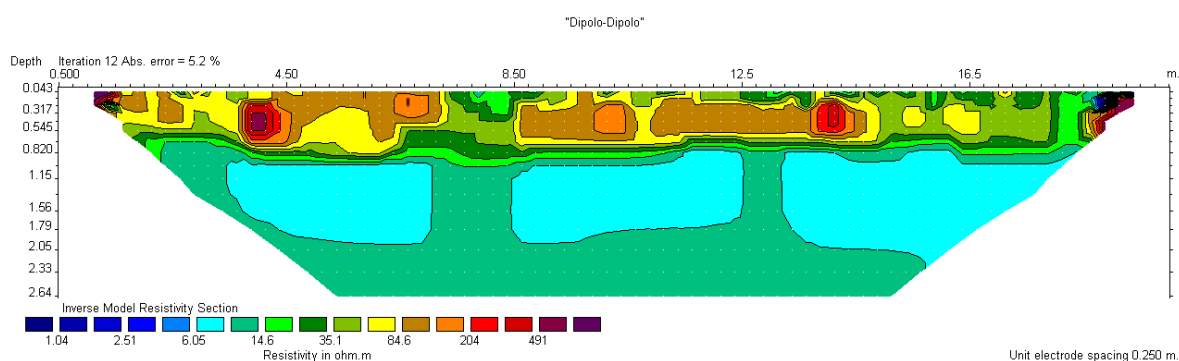 "Dipolo-Dipolo"
Depth Iteration 12 Abs. error = 5.2 %
0.500 4.50 8.50 12.5 16.5 m.
0.043
0.317
0.545
0.820
1.15
1.56
1.79
2.05
2.33
2.64
Inverse Model Resistivity Section
1.04 2.51 6.05 14.6 35.1 84.6 204 491
Resistivity in ohm.m
Unit electrode spacing 0.250 m.